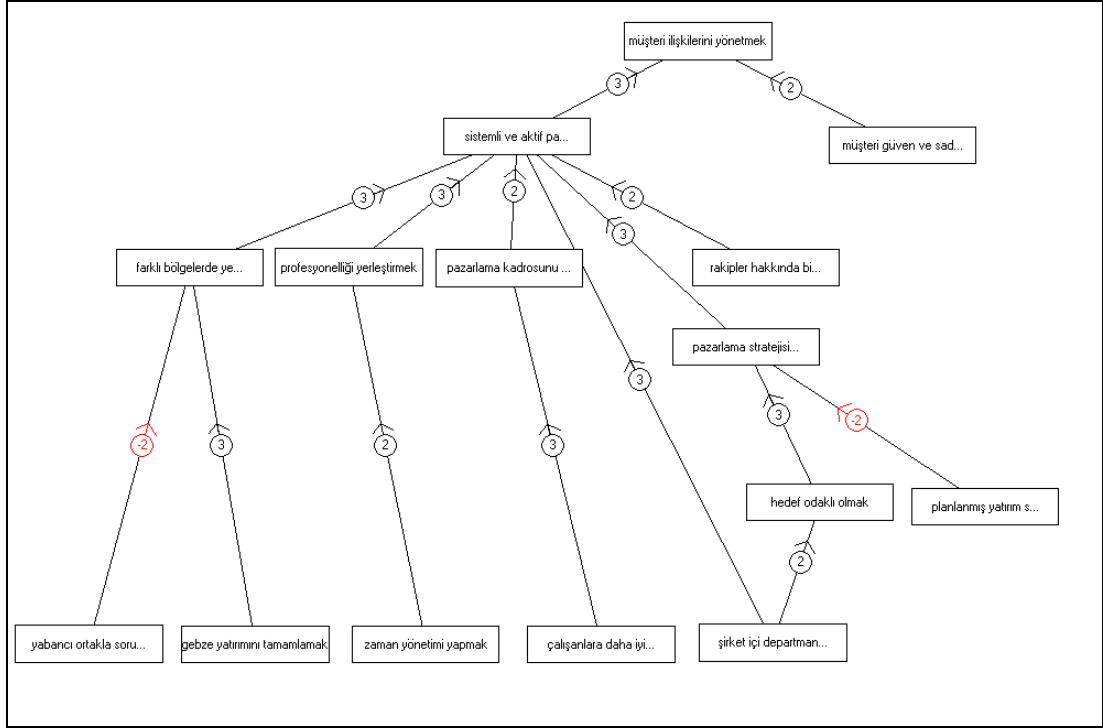 müşteri ilişkilerini yönetmek
3
2
sistemli ve aktif pa...
müşteri güven ve sad...
3
3
2
2
3
farklı bölgelerde ye...
profesyonelliği yerleştirmek
pazarlama kadrosunu ...
rakipler hakkında bi...
pazarlama stratejisi...
3
3
-2
-2
3
2
3
hedef odaklı olmak
planlanmış yatırım s...
2
yabancı ortakla soru...
gebze yatırımını tamamlamak
zaman yönetimi yapmak
çalışanlara daha iyi...
şirket içi departman...